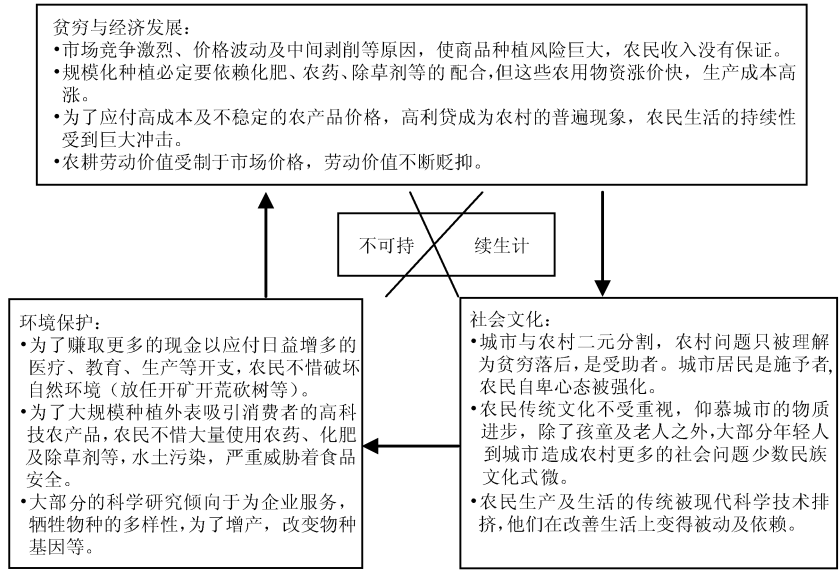 贫穷与经济发展：
•市场竞争激烈、价格波动及中间剥削等原因，使商品种植风险巨大，农民收入没有保证。
•规模化种植必定要依赖化肥、农药、除草剂等的 配合，但这些农用物资涨价快，生产成本高
涨。
•为了应付高成本及不稳定的农产品价格，高利贷成为农村的普遍现象，农民生活的持续性
受到巨大冲击。
•农耕劳动价值受制于市场价格，劳动价值不断贬抑。
不可持 续生计
环境保护：
•为了赚取更多的现金以应付日益增多的
医疗、教育、生产等开支，农民不惜破坏
自然环境（放任开矿开荒砍树等）。
•为了大规模种植外表吸引消费者的高科
技农产品，农民不惜大量使用农药、化肥
及除草剂等，水土污染，严重威胁着食品
安全。
•大部分的科学研究倾向于为企业服务，
牺牲物种的多样性，为了增产，改变物种
基因等。
社会文化：
•城市与农村二元分割，农村问题只被理解
为贫穷落后，是受助者。城市居民是施予者，
农民自卑心态被强化。
•农民传统文化不受重视，仰慕城市的物质
进步，除了孩童及老人之外，大部分年轻人
到城市造成农村更多的社会问题少数民族
文化式微。
•农民生产及生活的传统被现代科学技术排
挤，他们在改善生活上变得被动及依赖。